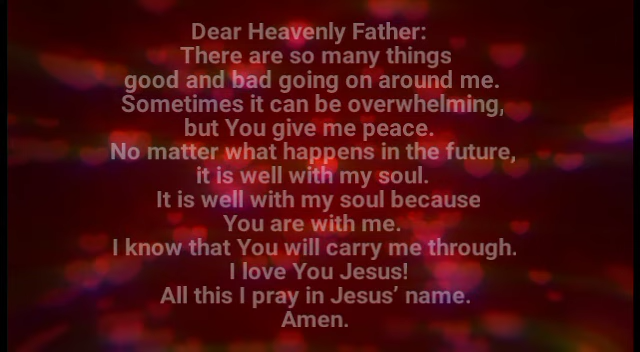 Dear Heavenly Father:
There are so many things
good and bad going on around me.
Sometimes it can be overwhelming,
but You give me peace.
No matter what happens in the future,
it is well with my soul.
It is well with my soul because
You are with me.
I know that You will carry me through.
I love You Jesus!
All this I pray in Jesus’ name.
Amen.